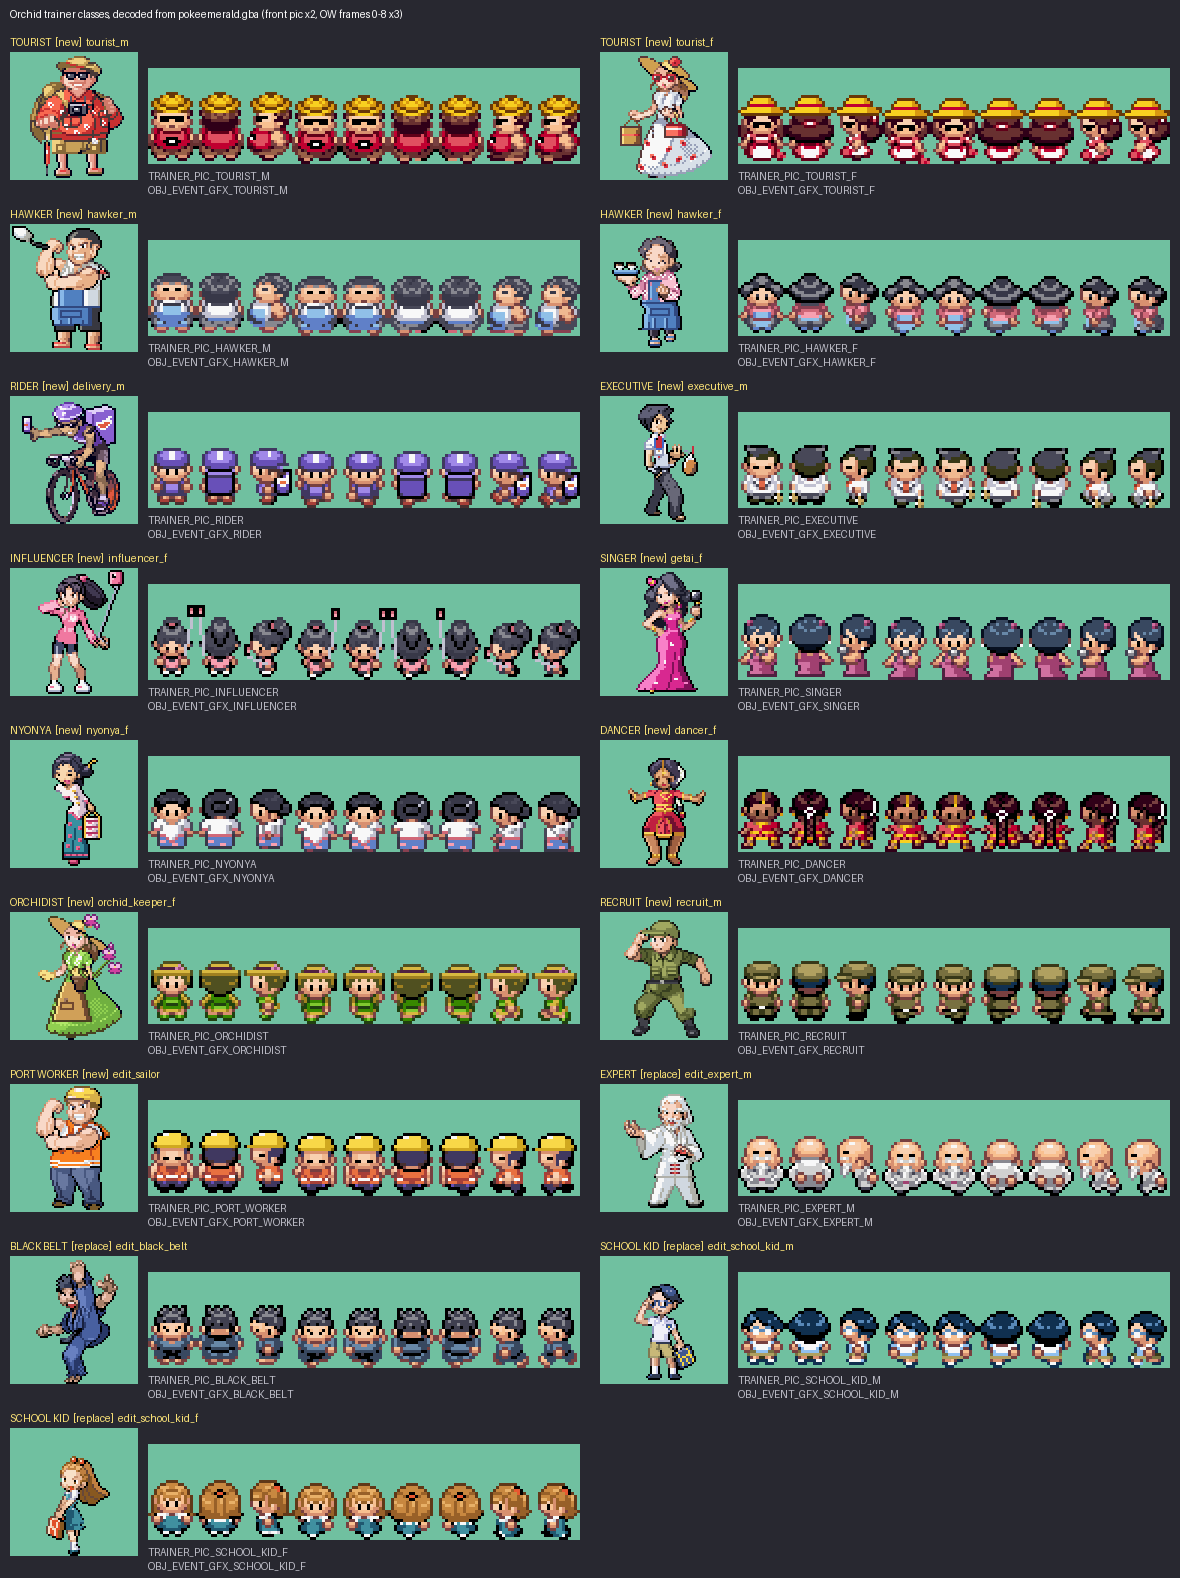 Orchid trainer classes, decoded from pokeemerald.gba (front pic x2, OW frames 0-8 x3)
TOURIST [new] tourist_m
TRAINER_PIC_TOURIST_M
OBJ_EVENT_GFX_TOURIST_M
TOURIST [new] tourist_f
TRAINER_PIC_TOURIST_F
OBJ_EVENT_GFX_TOURIST_F
HAWKER [new] hawker_m
TRAINER_PIC_HAWKER_M
OBJ_EVENT_GFX_HAWKER_M
HAWKER [new] hawker_f
TRAINER_PIC_HAWKER_F
OBJ_EVENT_GFX_HAWKER_F
RIDER [new] delivery_m
TRAINER_PIC_RIDER
OBJ_EVENT_GFX_RIDER
EXECUTIVE [new] executive_m
TRAINER_PIC_EXECUTIVE
OBJ_EVENT_GFX_EXECUTIVE
INFLUENCER [new] influencer_f
TRAINER_PIC_INFLUENCER
OBJ_EVENT_GFX_INFLUENCER
SINGER [new] getai_f
TRAINER_PIC_SINGER
OBJ_EVENT_GFX_SINGER
NYONYA [new] nyonya_f
TRAINER_PIC_NYONYA
OBJ_EVENT_GFX_NYONYA
DANCER [new] dancer_f
TRAINER_PIC_DANCER
OBJ_EVENT_GFX_DANCER
ORCHIDIST [new] orchid_keeper_f
TRAINER_PIC_ORCHIDIST
OBJ_EVENT_GFX_ORCHIDIST
RECRUIT [new] recruit_m
TRAINER_PIC_RECRUIT
OBJ_EVENT_GFX_RECRUIT
PORT WORKER [new] edit_sailor
TRAINER_PIC_PORT_WORKER
OBJ_EVENT_GFX_PORT_WORKER
EXPERT [replace] edit_expert_m
TRAINER_PIC_EXPERT_M
OBJ_EVENT_GFX_EXPERT_M
BLACK BELT [replace] edit_black_belt
TRAINER_PIC_BLACK_BELT
OBJ_EVENT_GFX_BLACK_BELT
SCHOOL KID [replace] edit_school_kid_m
TRAINER_PIC_SCHOOL_KID_M
OBJ_EVENT_GFX_SCHOOL_KID_M
SCHOOL KID [replace] edit_school_kid_f
TRAINER_PIC_SCHOOL_KID_F
OBJ_EVENT_GFX_SCHOOL_KID_F